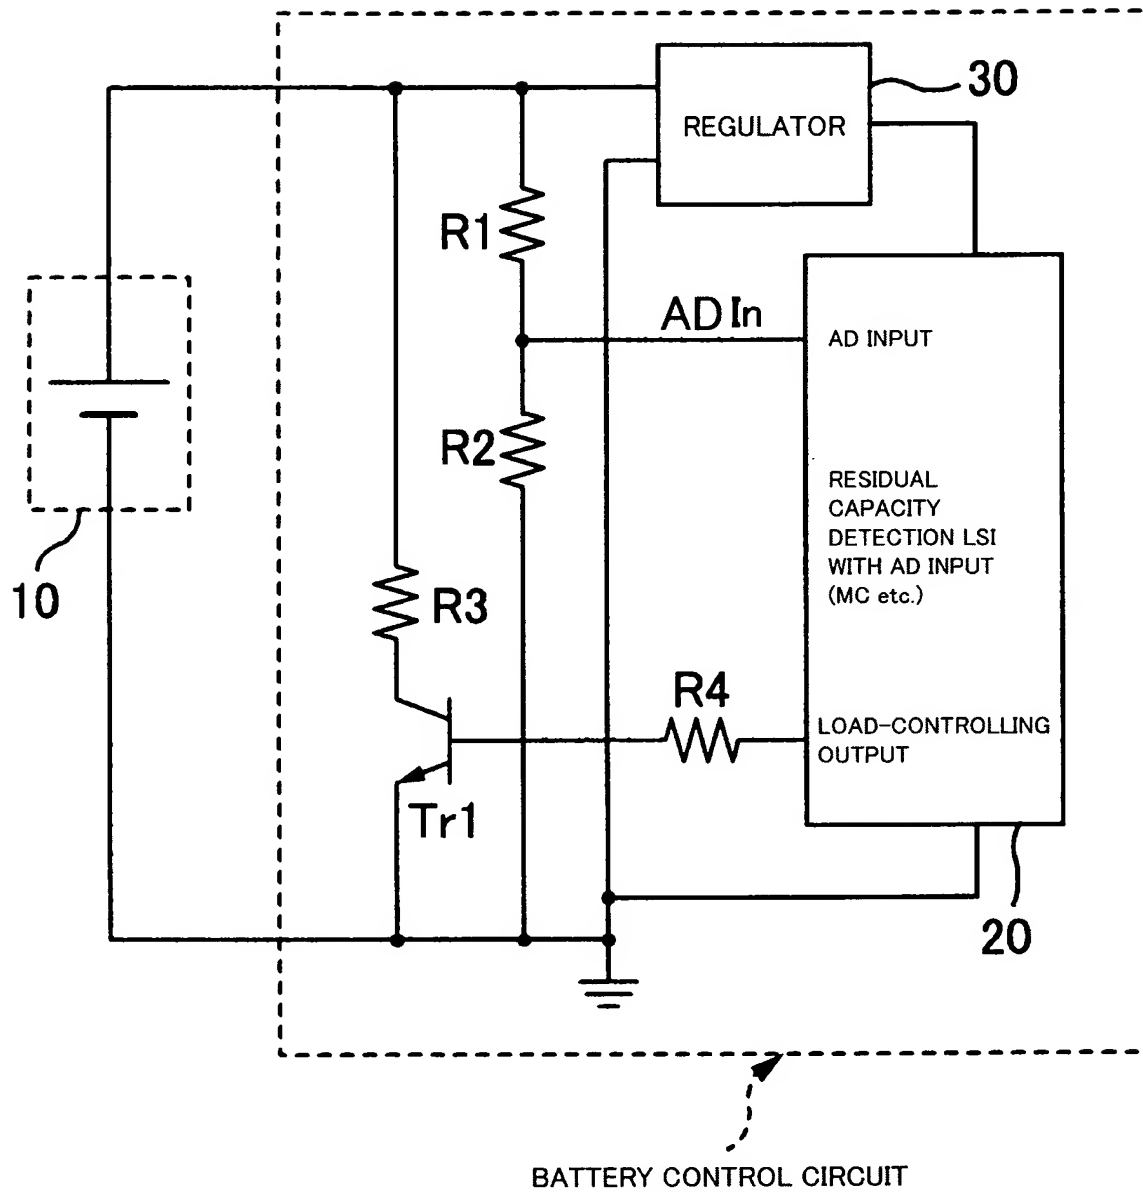 30
REGULATOR
R1
AD In
AD INPUT
R2
RESIDUAL
CAPACITY
DETECTION LSI
WITH AD INPUT
(MC etc.)
10
R3
R4
LOAD-CONTROLLING
OUTPUT
Tr1
20
BATTERY CONTROL CIRCUIT